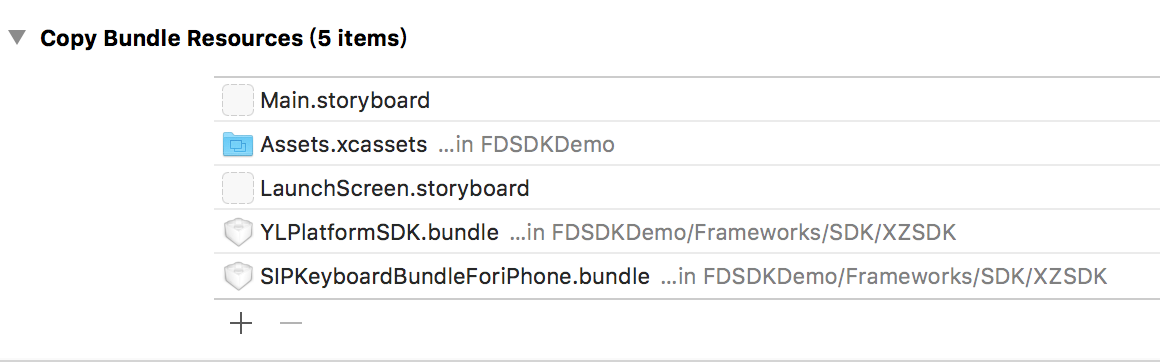 Copy Bundle Resources (5 items)
Main.storyboard
Assets.xcassets ...in FDSDKDemo
LaunchScreen.storyboard
YLPlatformSDK.bundle ...in FDSDKDemo/Frameworks/SDK/XZSDK
SIPKeyboardBundleForiPhone.bundle ...in FDSDKDemo/Frameworks/SDK/XZSDK